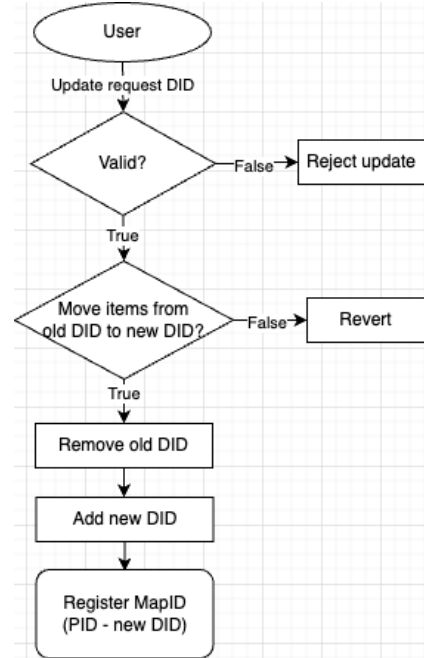 User
Update request DID
Valid?
False
Reject update
True
Move items from
old DID to new DID?
False
Revert
True
Remove old DID
Add new DID
Register MapID
(PID - new DID)